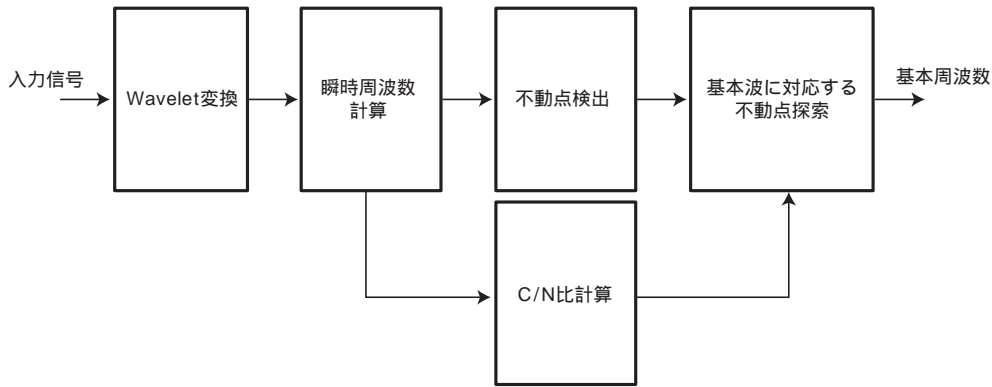 入力信号
Wavelet変換
瞬時周波数
計算
不動点検出
基本波に対応する
不動点探索
基本周波数
C/N比計算